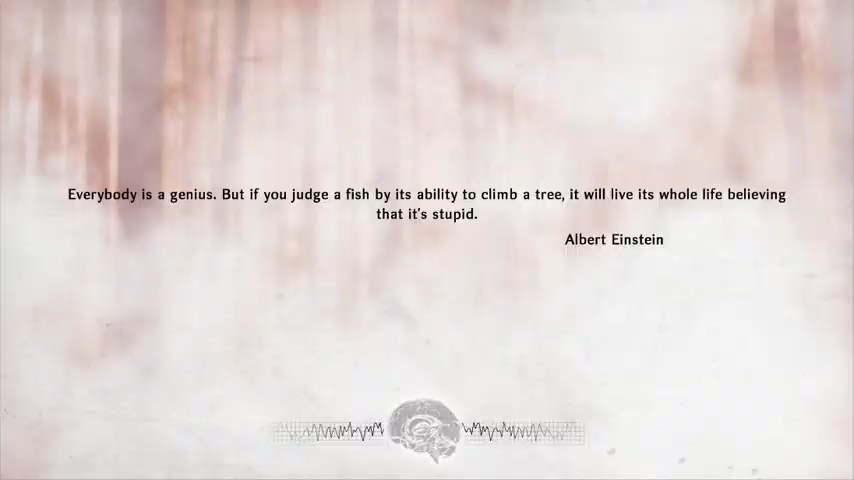 Everybody is a genius. But if you judge a fish by its ability to climb a tree, it will live its whole life believing
that it's stupid.
Albert Einstein